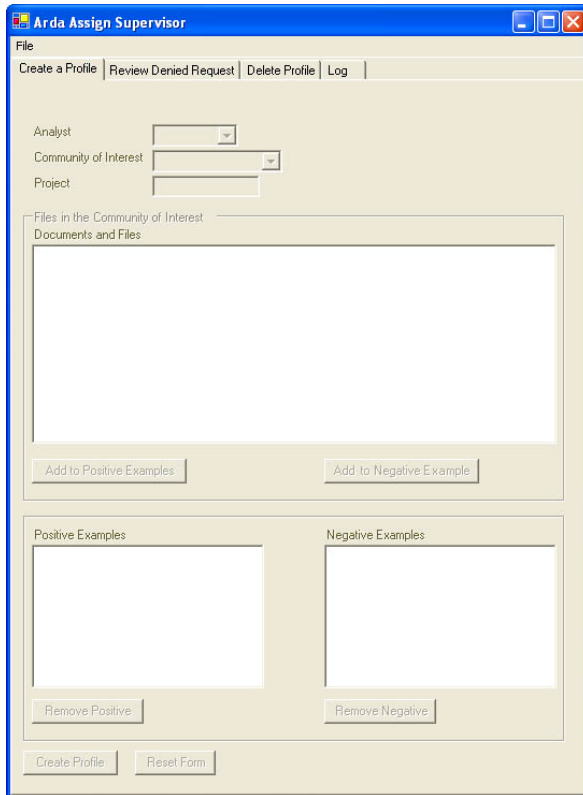 Arda Assign Supervisor
File
Create a Profile Review Denied Request Delete Profile Log
Analyst
Community of Interest
Project
Files in the Community of Interest
Documents and Files
Add to Positive Examples Add to Negative Example
Positive Examples Negative Examples
Remove Positive Remove Negative
Create Profile Reset Form